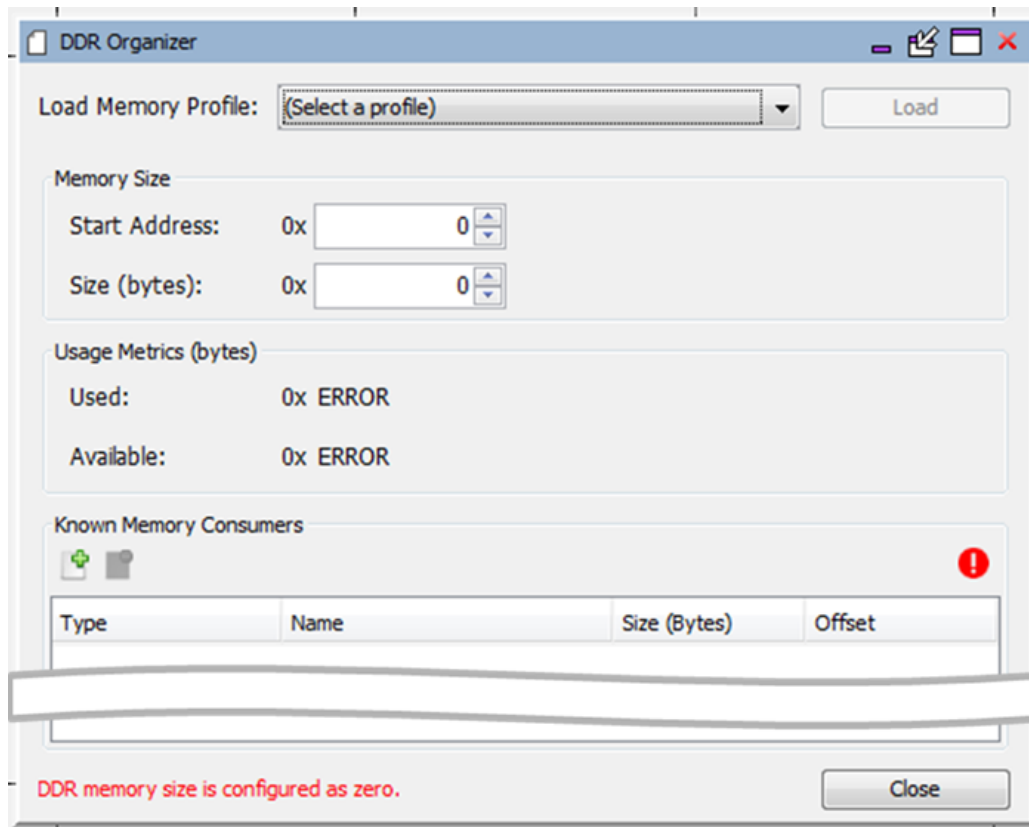 DDR Organizer
Load Memory Profile: (Select a profile) Load
Memory Size
Start Address: 0x 0
Size (bytes): 0x 0
Usage Metrics (bytes)
Used: 0x ERROR
Available: 0x ERROR
Known Memory Consumers
Type Name Size (Bytes) Offset
DDR memory size is configured as zero. Close